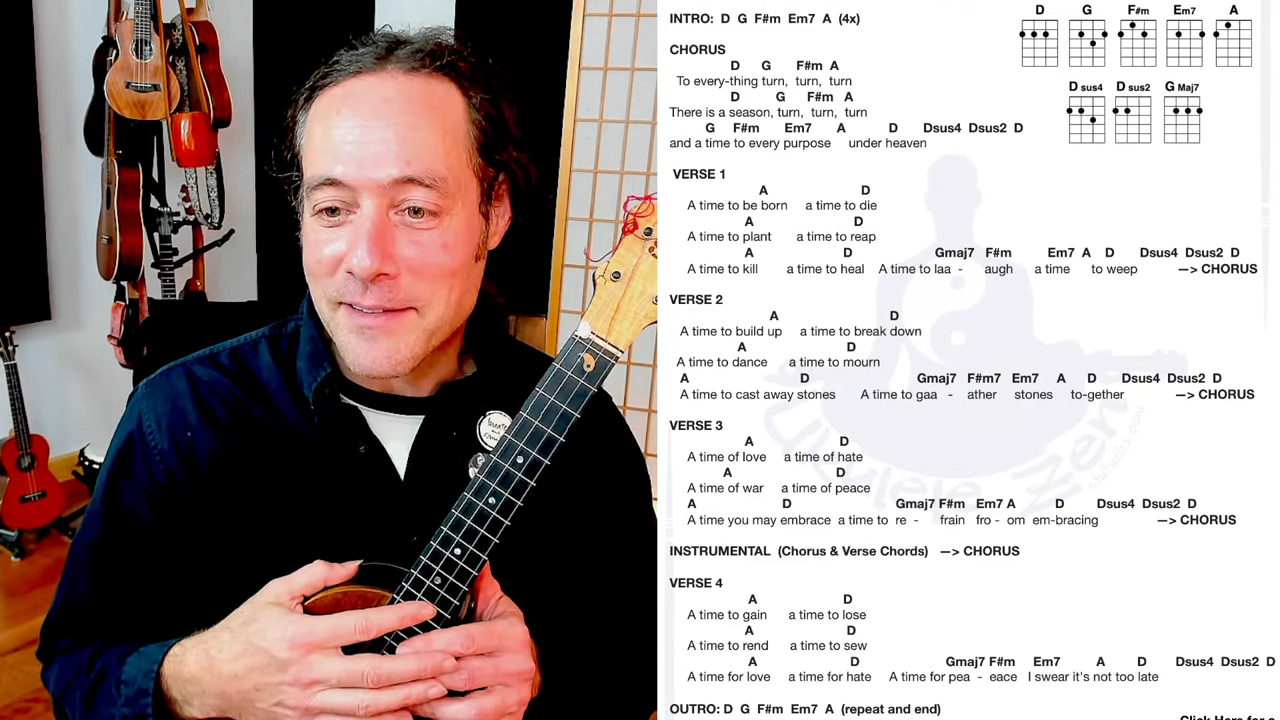 INTRO: D G F#m Em7 A (4x)
D G F#m Em7 A
CHORUS
D G F#m A
To every-thing turn, turn, turn
D G F#m A
There is a season, turn, turn, turn
D sus4 D sus2 G Maj7
G F#m Em7 A D Dsus4 Dsus2 D
and a time to every purpose under heaven
VERSE 1
A D
A time to be born a time to die
A D
A time to plant a time to reap
A D Gmaj7 F#m Em7 A D Dsus4 Dsus2 D
A time to kill a time to heal A time to laa - augh a time to weep —> CHORUS
VERSE 2
A D
A time to build up a time to break down
A D
A time to dance a time to mourn
A D Gmaj7 F#m7 Em7 A D Dsus4 Dsus2 D
A time to cast away stones A time to gaa - ather stones to-gether —> CHORUS
VERSE 3
A D
A time of love a time of hate
A D
A time of war a time of peace
A D Gmaj7 F#m Em7 A D Dsus4 Dsus2 D
A time you may embrace a time to re - frain fro - om em-bracing —> CHORUS
INSTRUMENTAL (Chorus & Verse Chords) —> CHORUS
VERSE 4
A D
A time to gain a time to lose
A D
A time to rend a time to sew
A D Gmaj7 F#m Em7 A D Dsus4 Dsus2 D
A time for love a time for hate A time for pea - eace I swear it's not too late
OUTRO: D G F#m Em7 A (repeat and end)
Ukulele Zen